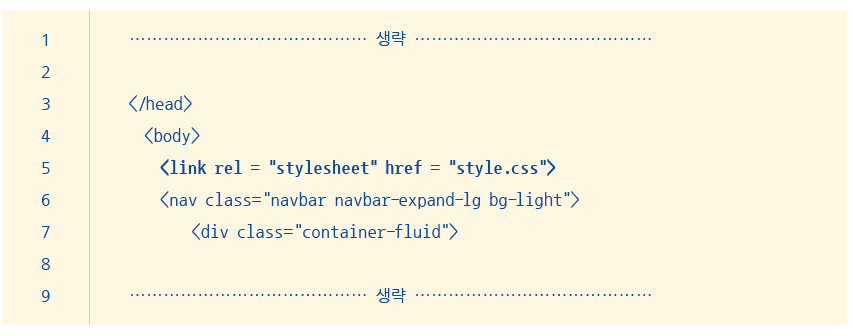 1 …………………………………… 생략 ……………………………………
2
3 </head>
4 <body>
5 <link rel = "stylesheet" href = "style.css">
6 <nav class="navbar navbar-expand-lg bg-light">
7 <div class="container-fluid">
8
9 …………………………………… 생략 ……………………………………